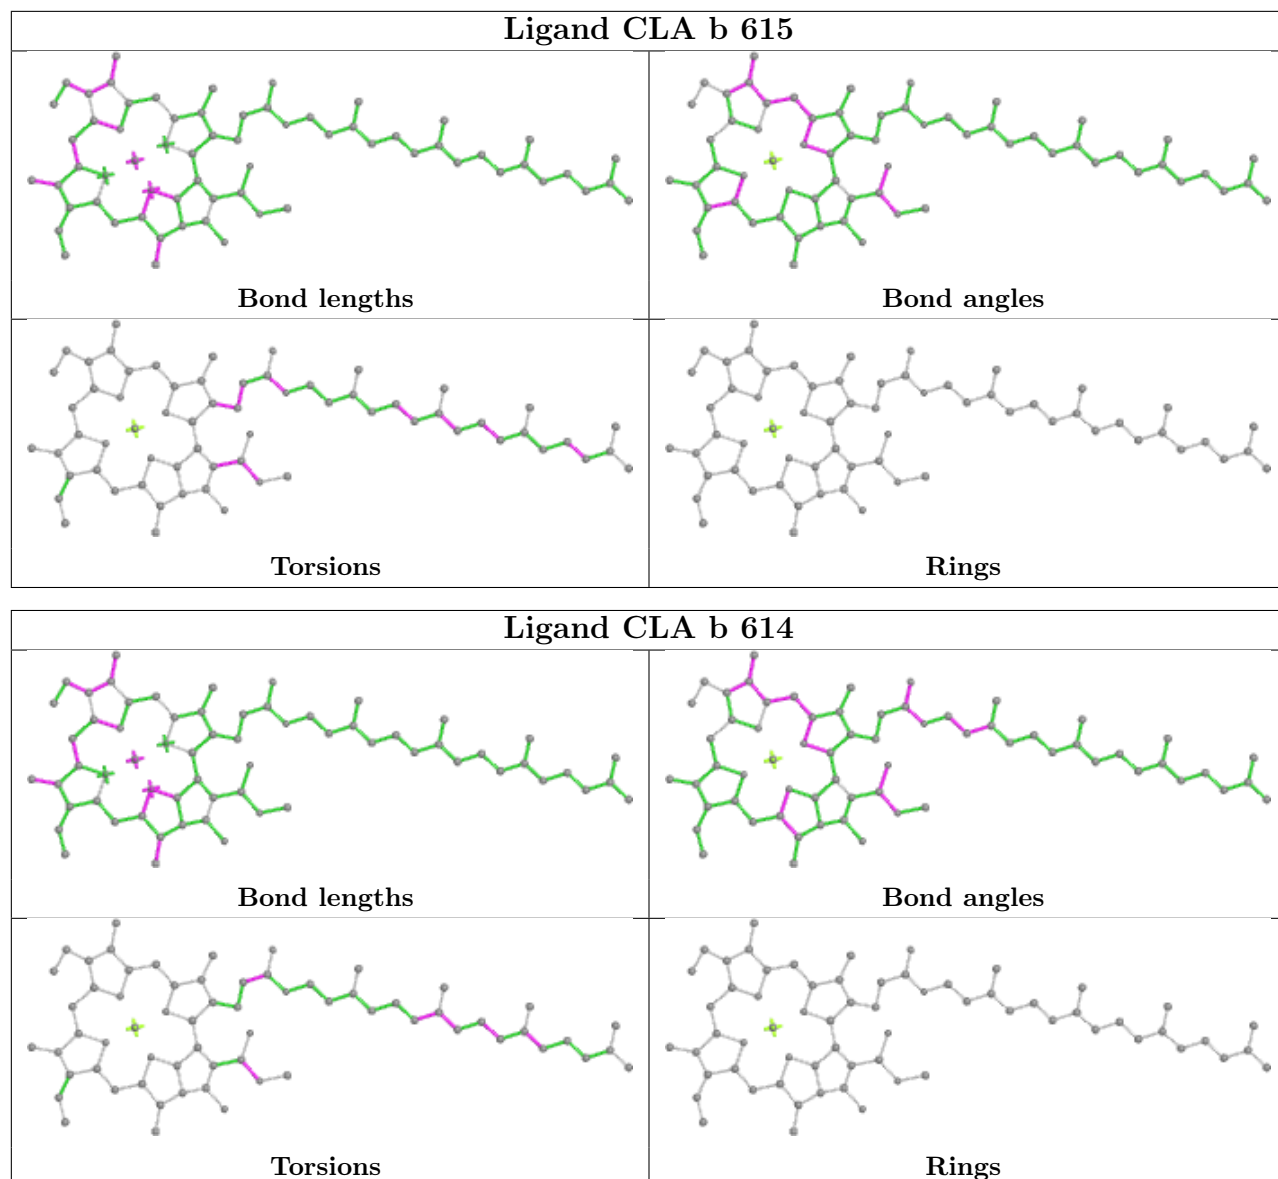 Ligand CLA b 615
Bond lengths
Bond angles
Torsions
Rings
Ligand CLA b 614
Bond lengths
Bond angles
Torsions
Rings